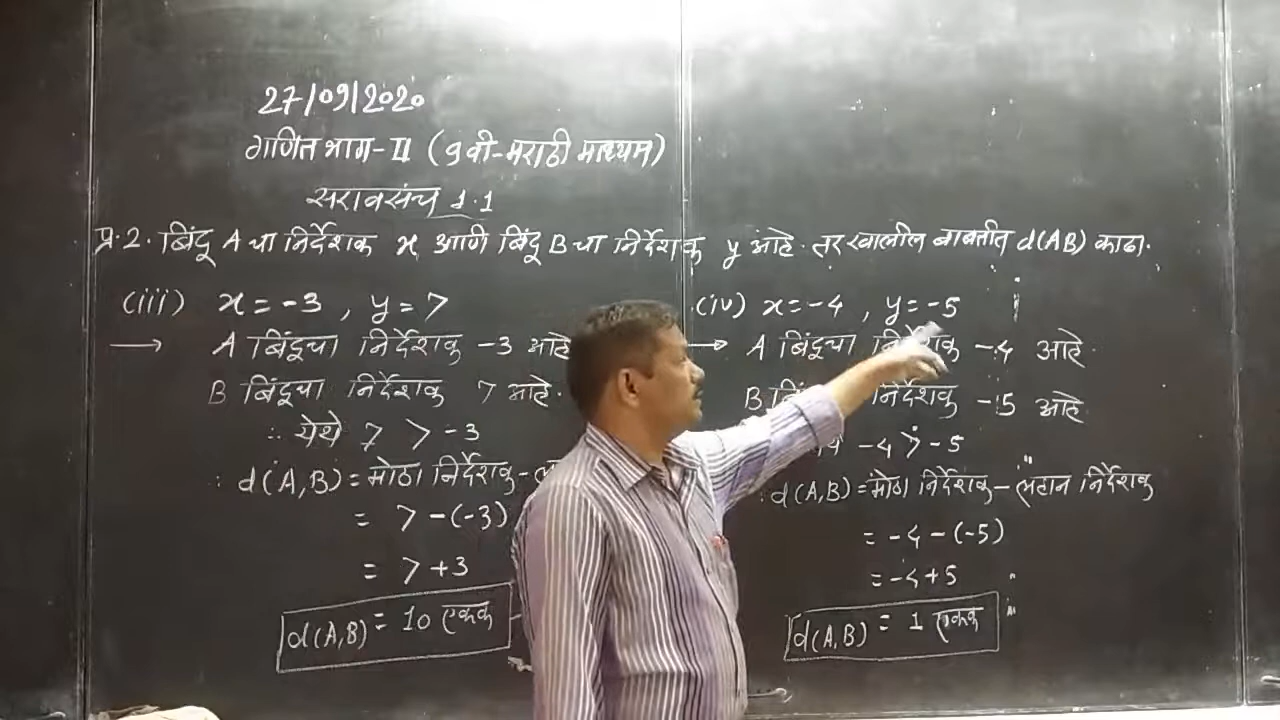 27/09/2020
गणित भाग-II (9वी-मराठी माध्यम)
सरावसंच 1.1
प्र.2. बिंदू A चा निर्देशक x आणि बिंदू B चा निर्देशक y आहे. तर खालील बाबतीत d(AB) काढा.
(iii) x = -3 , y = 7
→ A बिंदूचा निर्देशक -3 आहे
B बिंदूचा निर्देशक 7 आहे.
∴ येथे 7 > -3
∴ d(A,B) = मोठा निर्देशक -
= 7 - (-3)
= 7 + 3
d(A,B) = 10 एकक
(iv) x = -4 , y = -5
→ A बिंदूचा निर्देशक -4 आहे.
B निर्देशक -5 आहे.
-4 > -5
∴ d(A,B) = मोठा निर्देशक - लहान निर्देशक
= -4 - (-5)
= -4 + 5
d(A,B) = 1 एकक